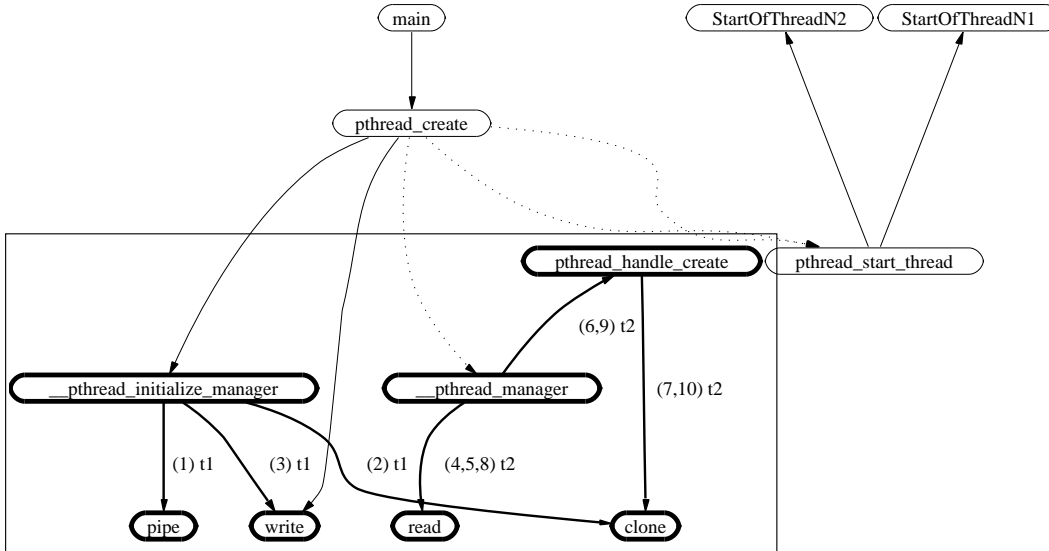 main
StartOfThreadN2
StartOfThreadN1
pthread_create
pthread_handle_create
pthread_start_thread
(6,9) t2
__pthread_initialize_manager
__pthread_manager
(7,10) t2
(1) t1
(3) t1
(2) t1
(4,5,8) t2
pipe
write
read
clone